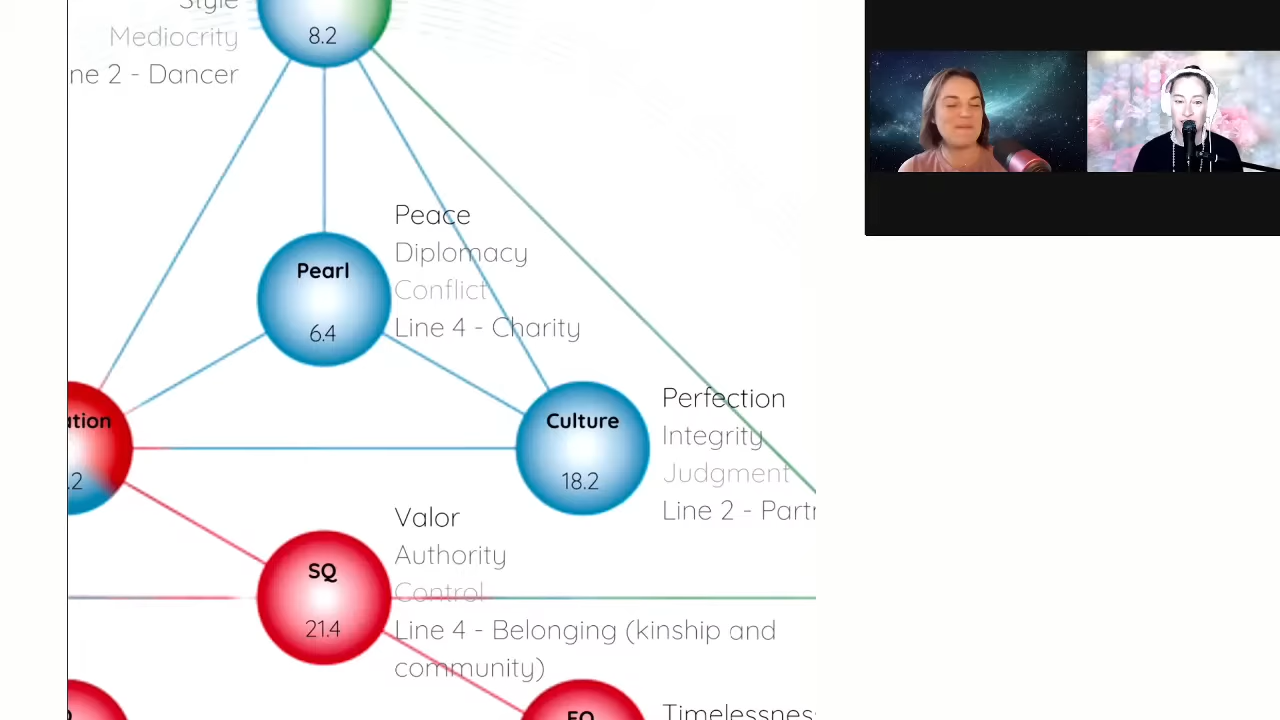 Style
8.2
Mediocrity
ne 2 - Dancer
Peace
Diplomacy
Conflict
Line 4 - Charity
Pearl
6.4
ation
.2
Culture
18.2
Perfection
Integrity
Judgment
Line 2 - Partn
Valor
Authority
Control
Line 4 - Belonging (kinship and
community)
SQ
21.4
EQ
Timelessness